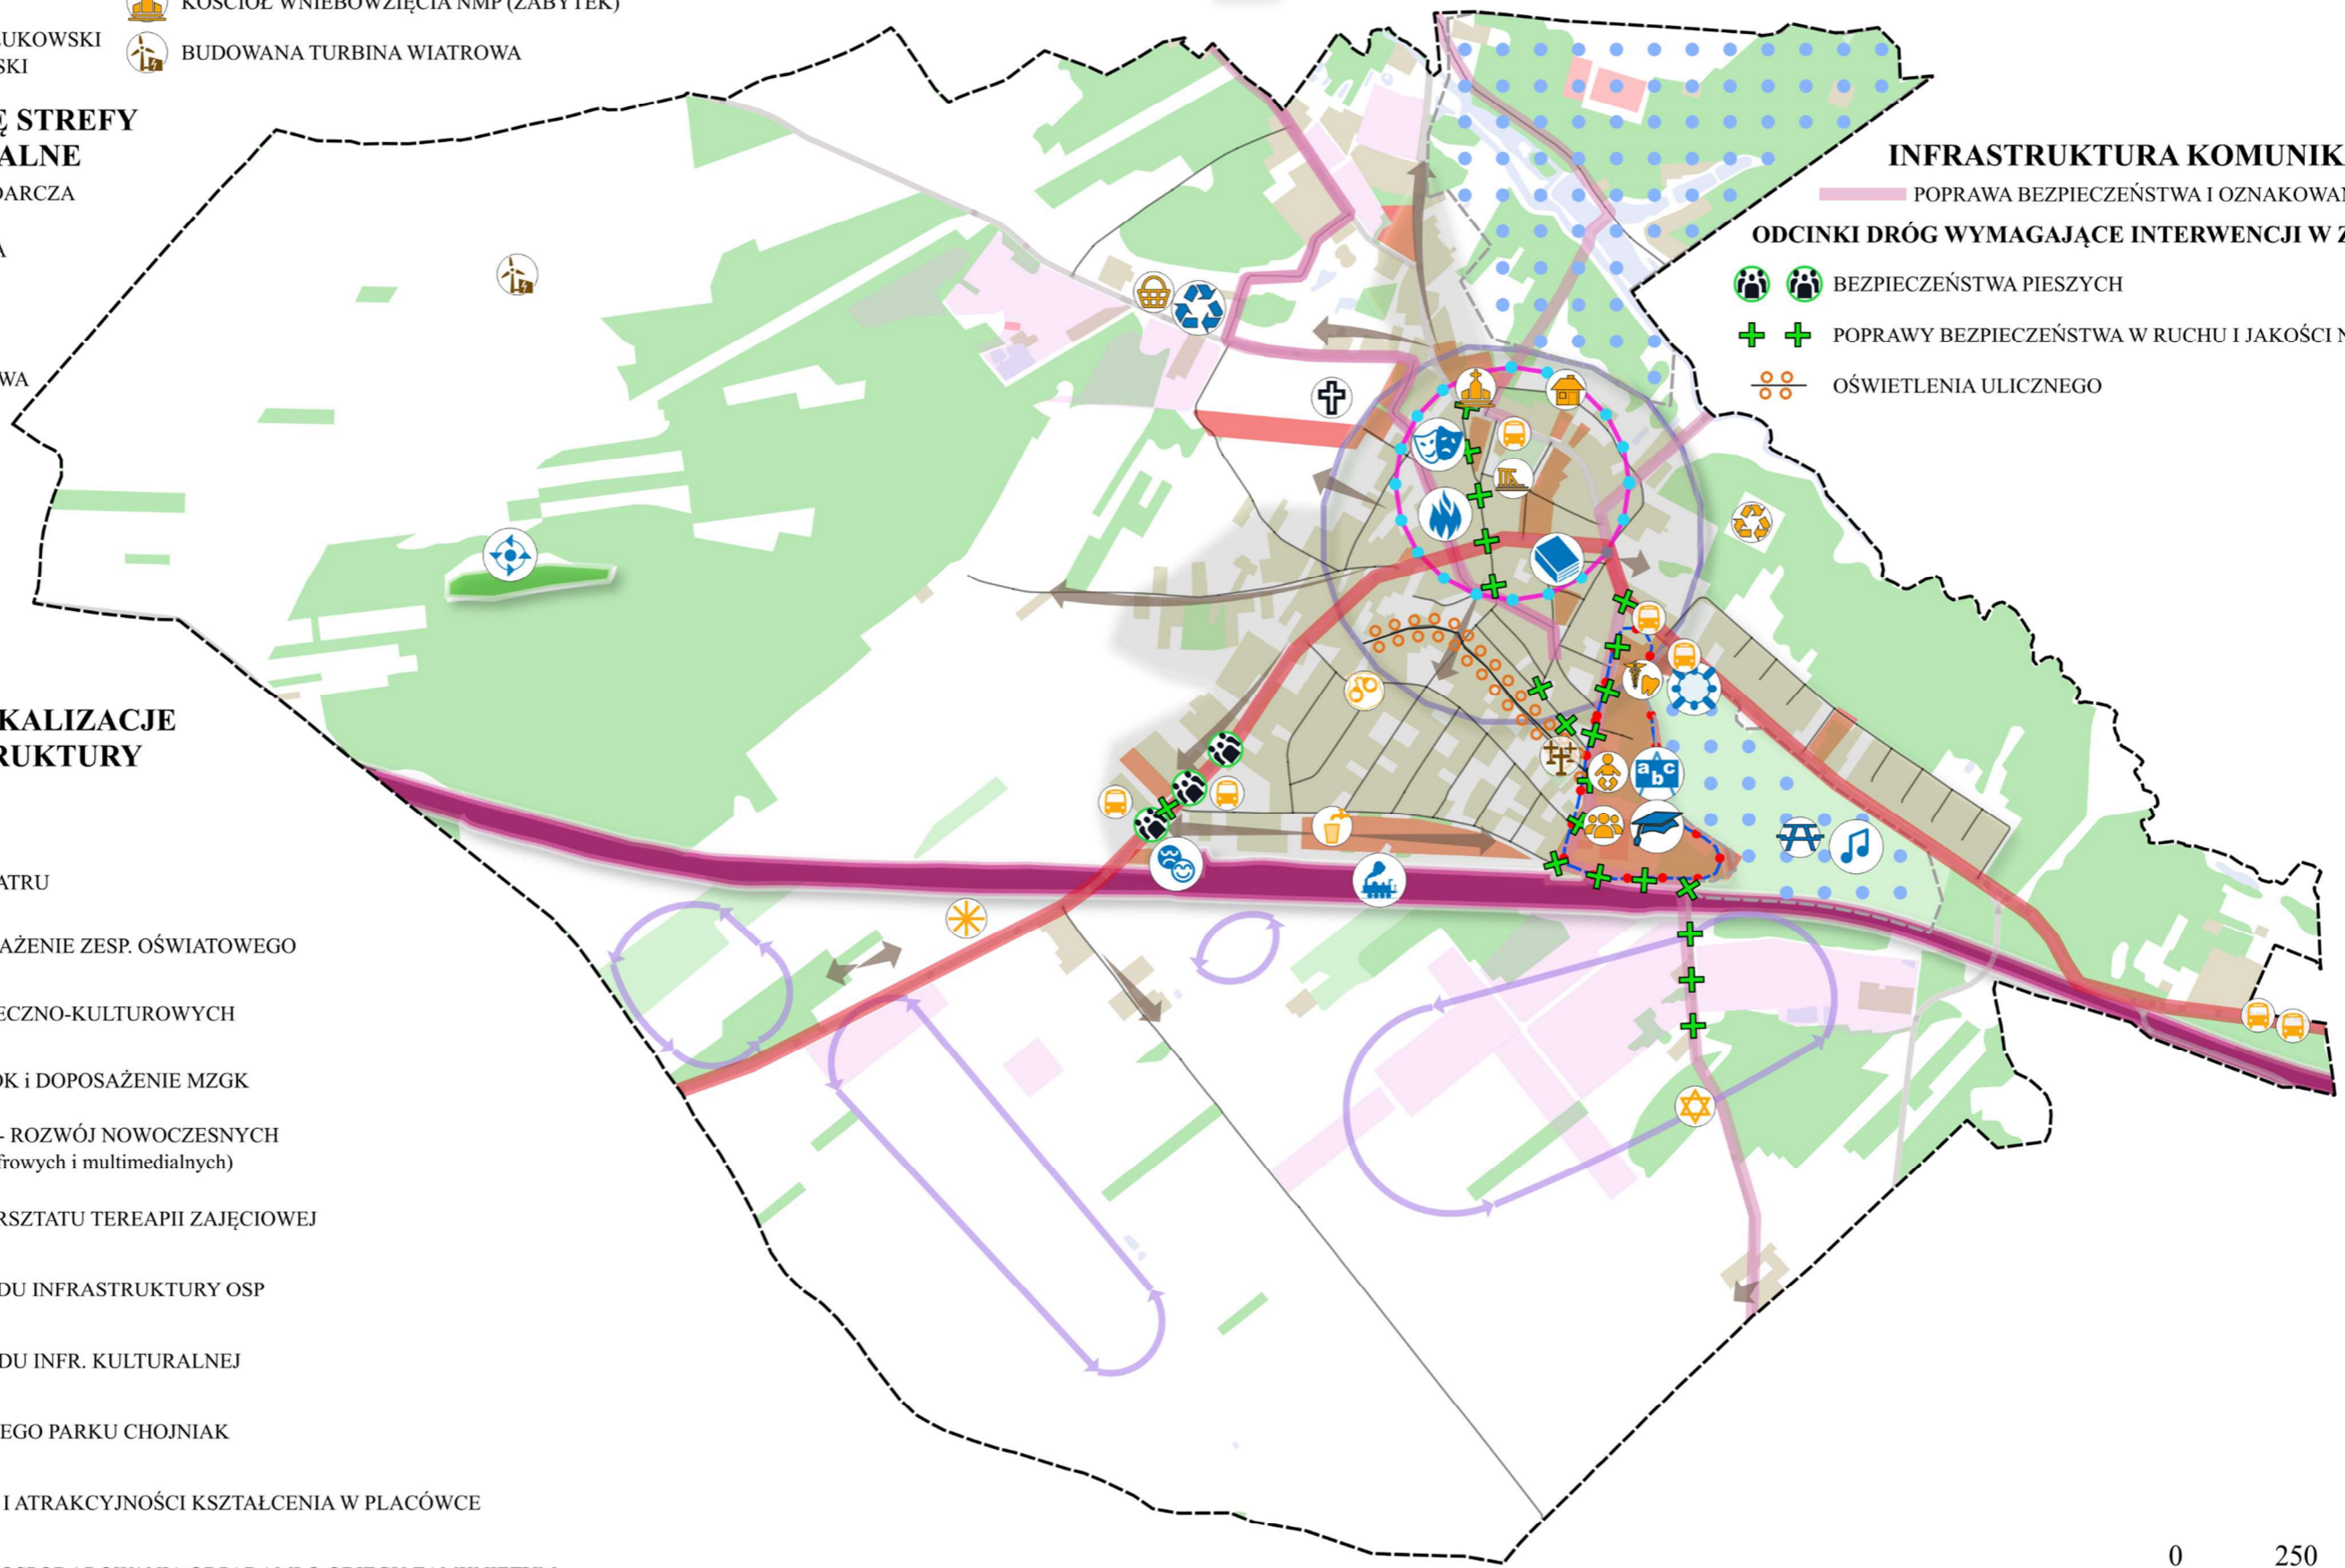 KOŚCIÓŁ WNIEBOWZIĘCIA NMP (ZABYTEK)
UKOWSKI
SKI
BUDOWANA TURBINA WIATROWA
Ę STREFY
ALNE
DARCZA
A
WA
KALIZACJE
RUKTURY
ATRU
AŻENIE ZESP. OŚWIATOWEGO
ECZNO-KULTUROWYCH
OK i DOPOSAŻENIE MZGK
- ROZWÓJ NOWOCZESNYCH
frowych i multimedialnych)
RSZTATU TEREAPII ZAJĘCIOWEJ
DU INFRASTRUKTURY OSP
DU INFR. KULTURALNEJ
EGO PARKU CHOJNIAK
I ATRAKCYJNOŚCI KSZTAŁCENIA W PLACÓWCE
INFRASTRUKTURA KOMUNIK
POPRAWA BEZPIECZEŃSTWA I OZNAKOWA
ODCINKI DRÓG WYMAGAJĄCE INTERWENCJI W Z
BEZPIECZEŃSTWA PIESZYCH
POPRAWY BEZPIECZEŃSTWA W RUCHU I JAKOŚCI N
OŚWIETLENIA ULICZNEGO
a b c
0 250